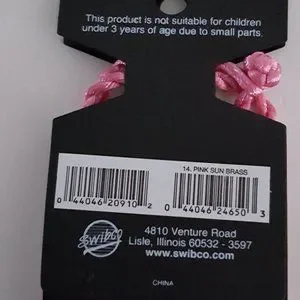 This product is not suitable for children
under 3 years of age due to small parts.
14. PINK SUN BRASS
0 44046 20910 2
0 44046 24650 3
swibco
4810 Venture Road
Lisle, Illinois 60532 - 3597
www.swibco.com
CHINA